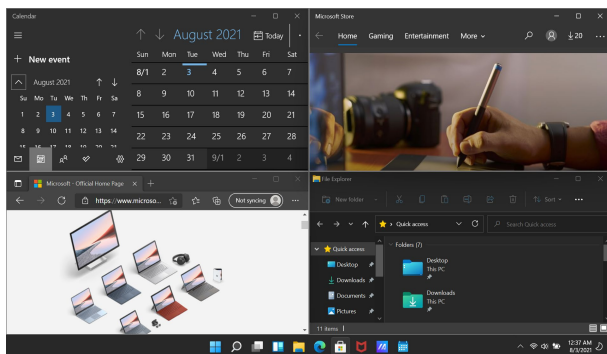 Calendar
August 2021
Today
New event
August 2021
Su Mo Tu We Th Fr Sa
1 2 3 4 5 6 7
8 9 10 11 12 13 14
Sun Mon Tue Wed Thu Fri Sat
8/1 2 3 4 5 6 7
8 9 10 11 12 13 14
15 16 17 18 19 20 21
22 23 24 25 26 27 28
29 30 31 9/1 2 3 4
Microsoft Store
Home Gaming Entertainment More 20
Microsoft - Official Home Page
https://www.microso... Not syncing
File Explorer
New folder Sort
Quick access Search Quick access
Quick access
Desktop
Downloads
Documents
Pictures
Folders (7)
Desktop
This PC
Downloads
This PC
11 items
12:37 AM
8/3/2021